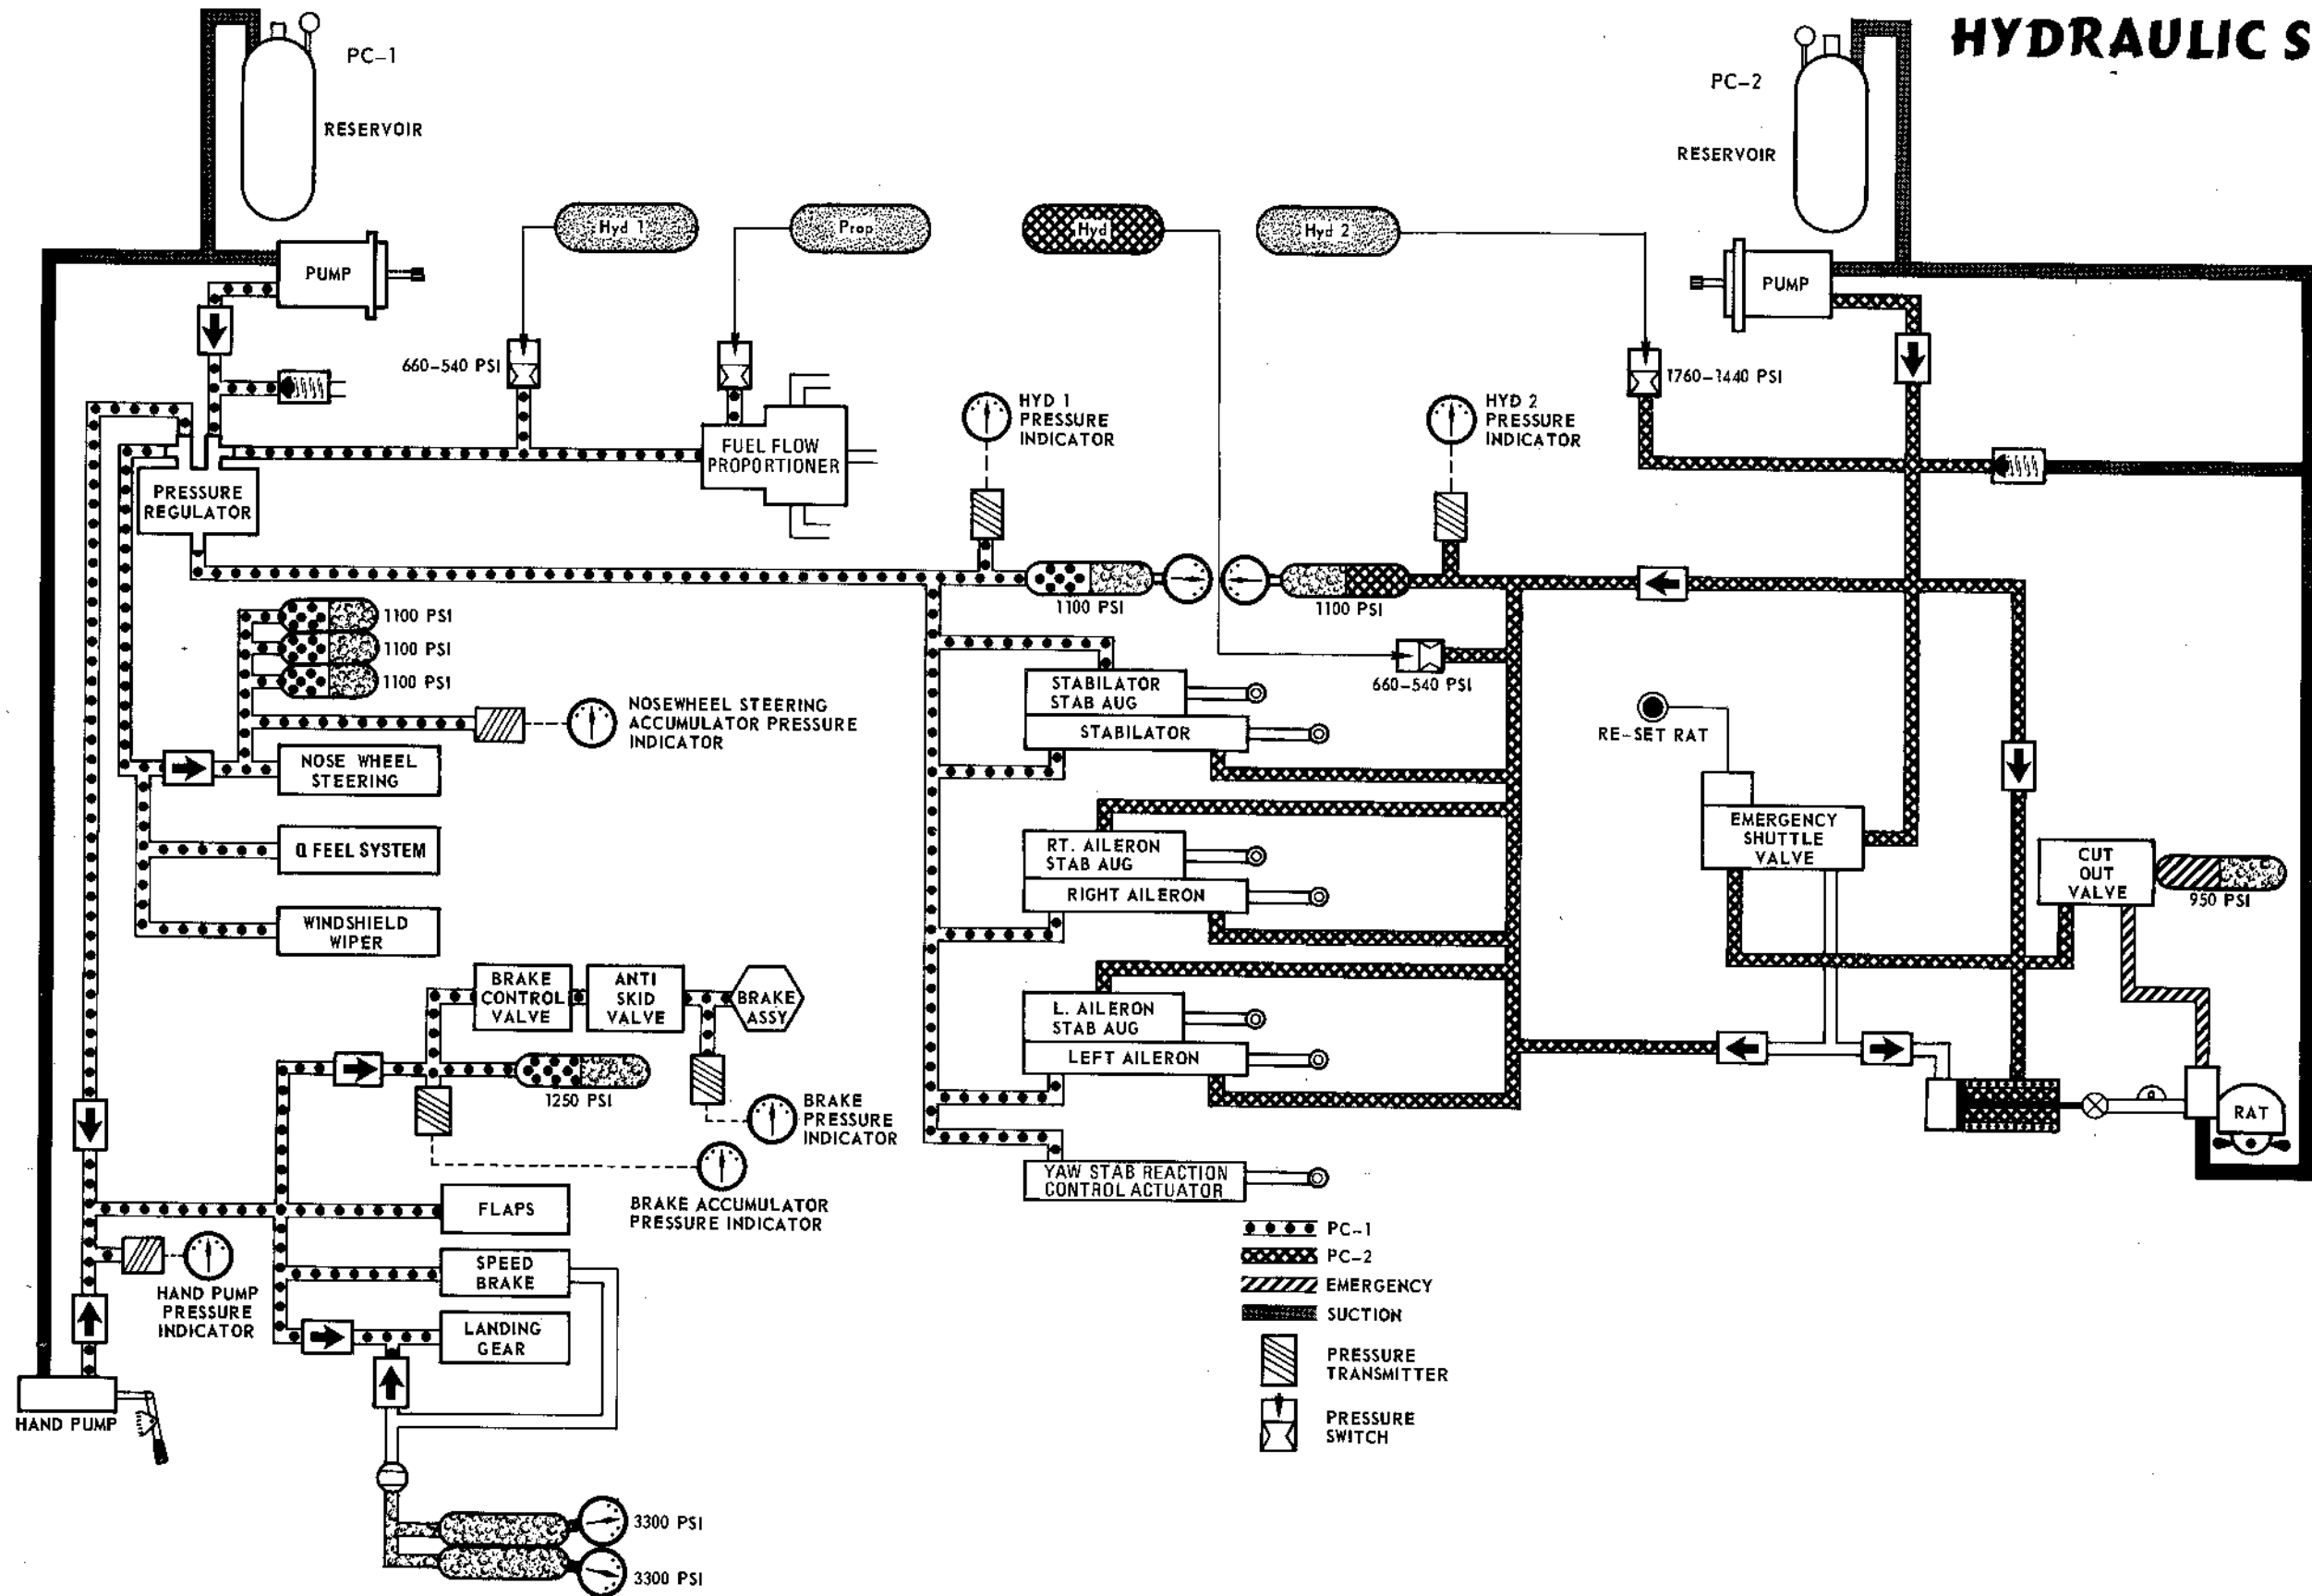 HYDRAULIC S
PC-1
RESERVOIR
PC-2
RESERVOIR
Hyd 1
Prop
Hyd
Hyd 2
PUMP
PUMP
660-540 PSI
1760-1440 PSI
HYD 1
PRESSURE
INDICATOR
HYD 2
PRESSURE
INDICATOR
FUEL FLOW
PROPORTIONER
PRESSURE
REGULATOR
1100 PSI
1100 PSI
1100 PSI
1100 PSI
1100 PSI
STABILATOR
STAB AUG
STABILATOR
660-540 PSI
NOSEWHEEL STEERING
ACCUMULATOR PRESSURE
INDICATOR
RE-SET RAT
NOSE WHEEL
STEERING
Q FEEL SYSTEM
WINDSHIELD
WIPER
RT. AILERON
STAB AUG
RIGHT AILERON
EMERGENCY
SHUTTLE
VALVE
CUT
OUT
VALVE
950 PSI
BRAKE
CONTROL
VALVE
ANTI
SKID
VALVE
BRAKE
ASSY
L. AILERON
STAB AUG
LEFT AILERON
1250 PSI
BRAKE
PRESSURE
INDICATOR
RAT
BRAKE ACCUMULATOR
PRESSURE INDICATOR
YAW STAB REACTION
CONTROL ACTUATOR
FLAPS
SPEED
BRAKE
LANDING
GEAR
HAND PUMP
PRESSURE
INDICATOR
HAND PUMP
PC-1
PC-2
EMERGENCY
SUCTION
PRESSURE
TRANSMITTER
PRESSURE
SWITCH
3300 PSI
3300 PSI